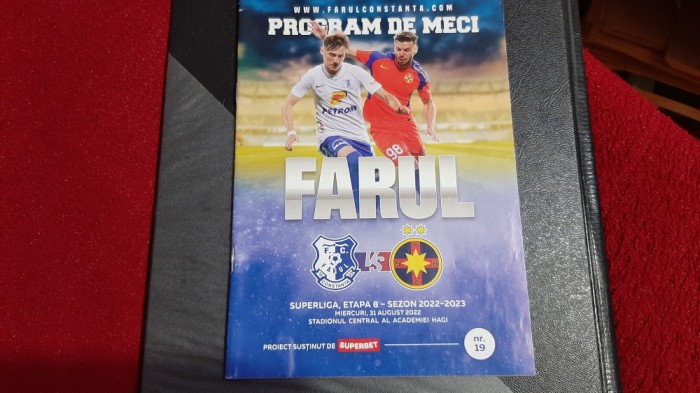 WWW.FARULCONSTANTA.COM
PROGRAM DE MECI
PETROM
98
FARUL
F.C.
FARUL
CONSTANTA
VS
SUPERLIGA, ETAPA 8 – SEZON 2022-2023
MIERCURI, 31 AUGUST 2022
STADIONUL CENTRAL AL ACADEMIEI HAGI
PROIECT SUSȚINUT DE SUPERBET
nr.
19